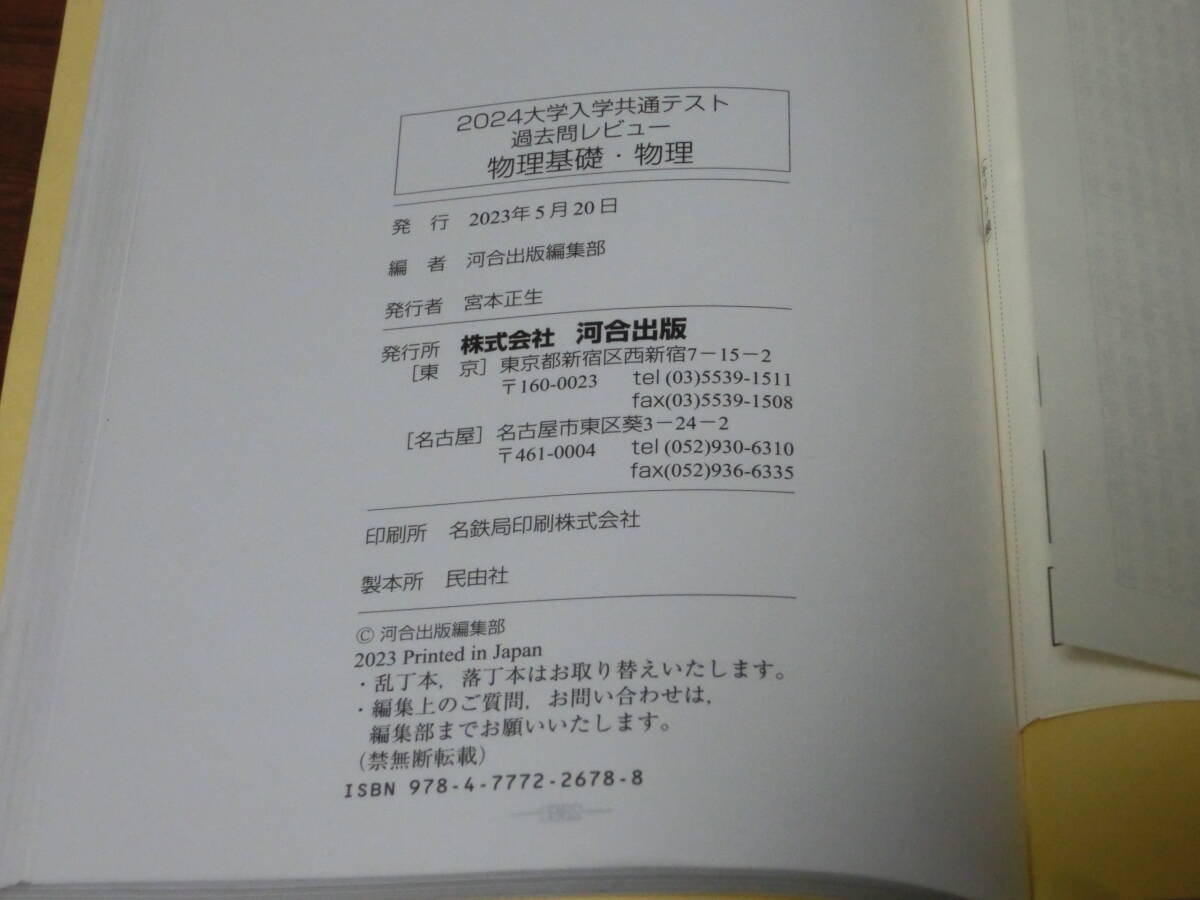 2024大学入学共通テスト
過去問レビュー
物理基礎・物理
発　行　2023年5月20日
編　者　河合出版編集部
発行者　宮本正生
発行所　株式会社　河合出版
［東　京］東京都新宿区西新宿7－15－2
〒160-0023　tel (03)5539-1511
fax(03)5539-1508
［名古屋］名古屋市東区葵3－24－2
〒461-0004　tel (052)930-6310
fax(052)936-6335
印刷所　名鉄局印刷株式会社
製本所　民由社
© 河合出版編集部
2023 Printed in Japan
・乱丁本，落丁本はお取り替えいたします。
・編集上のご質問，お問い合わせは，
編集部までお願いいたします。
（禁無断転載）
ISBN 978-4-7772-2678-8